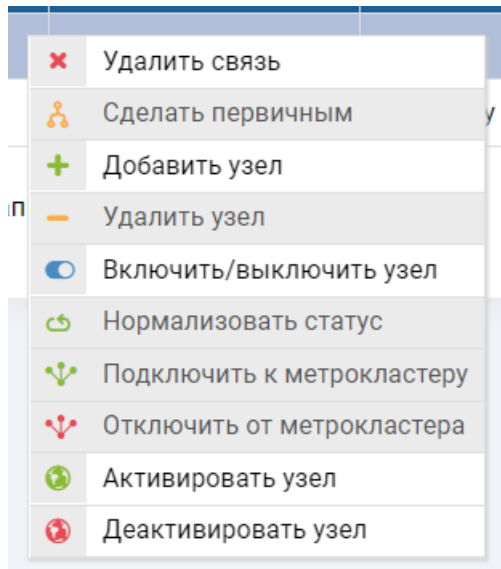 Удалить связь
Сделать первичным
у
Добавить узел
п
Удалить узел
Включить/выключить узел
Нормализовать статус
Подключить к метрокластеру
Отключить от метрокластера
Активировать узел
Деактивировать узел